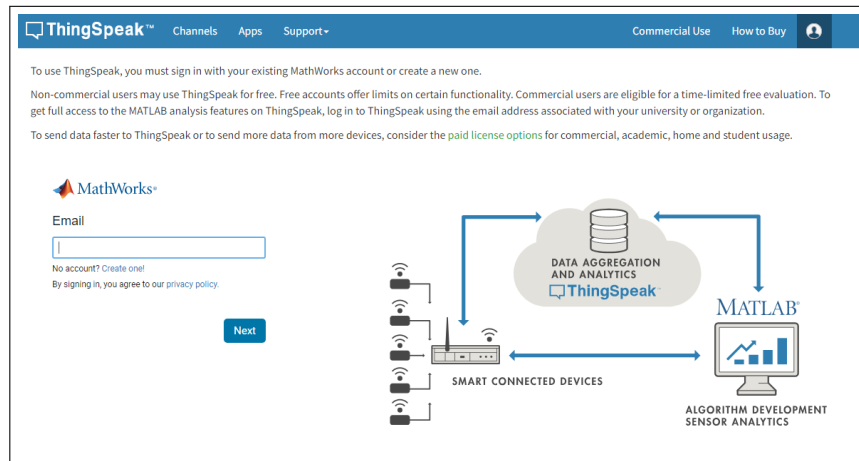 ThingSpeak™ Channels Apps Support Commercial Use How to Buy
To use ThingSpeak, you must sign in with your existing MathWorks account or create a new one.
Non-commercial users may use ThingSpeak for free. Free accounts offer limits on certain functionality. Commercial users are eligible for a time-limited free evaluation. To
get full access to the MATLAB analysis features on ThingSpeak, log in to ThingSpeak using the email address associated with your university or organization.
To send data faster to ThingSpeak or to send more data from more devices, consider the paid license options for commercial, academic, home and student usage.
MathWorks®
Email
No account? Create one!
By signing in, you agree to our privacy policy.
Next
DATA AGGREGATION
AND ANALYTICS
ThingSpeak
SMART CONNECTED DEVICES
MATLAB®
ALGORITHM DEVELOPMENT
SENSOR ANALYTICS